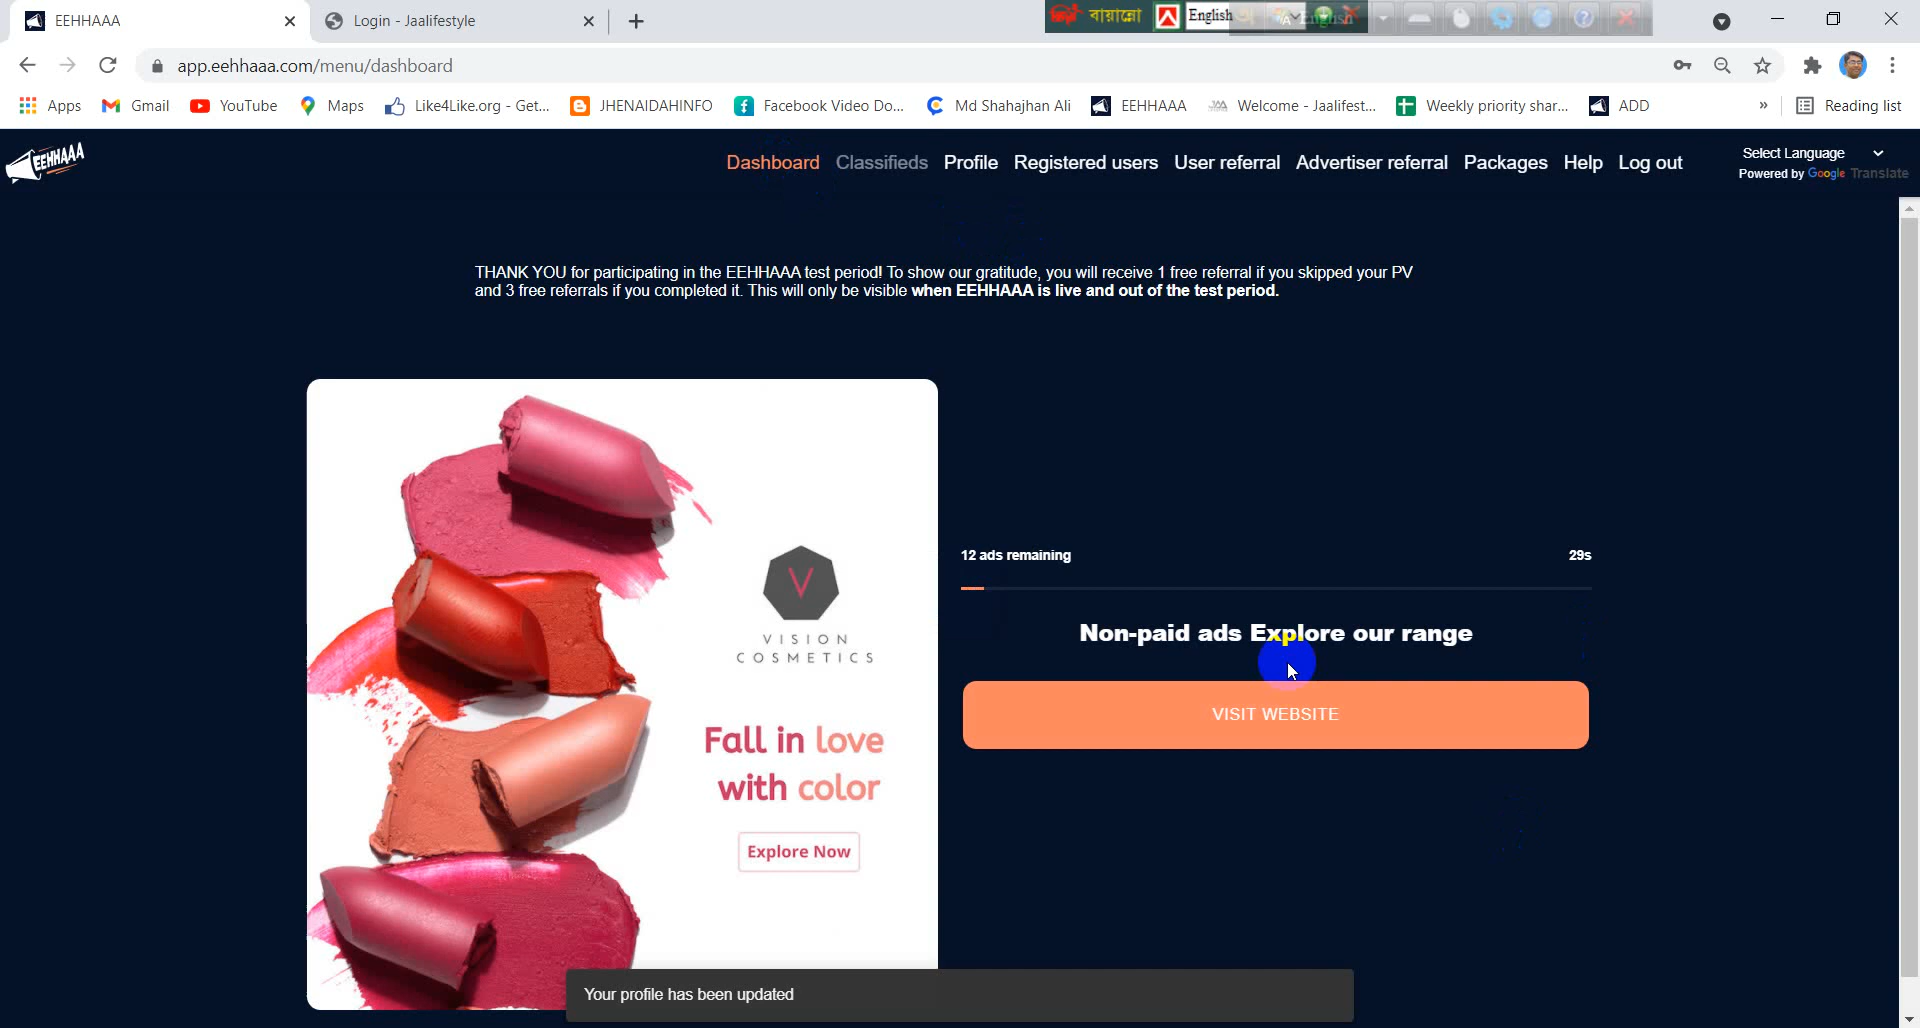 EEHHAAA
Login - Jaalifestyle
বায়ান্নো
English
app.eehhaaa.com/menu/dashboard
Apps
Gmail
YouTube
Maps
Like4Like.org - Get...
JHENAIDAHINFO
Facebook Video Do...
Md Shahajhan Ali
EEHHAAA
Welcome - Jaalifest...
Weekly priority shar...
ADD
Reading list
EEHHAAA
Dashboard
Classifieds
Profile
Registered users
User referral
Advertiser referral
Packages
Help
Log out
Select Language
Powered by Google Translate
THANK YOU for participating in the EEHHAAA test period! To show our gratitude, you will receive 1 free referral if you skipped your PV
and 3 free referrals if you completed it. This will only be visible when EEHHAAA is live and out of the test period.
V
VISION
COSMETICS
Fall in love
with color
Explore Now
12 ads remaining
29s
Non-paid ads Explore our range
VISIT WEBSITE
Your profile has been updated